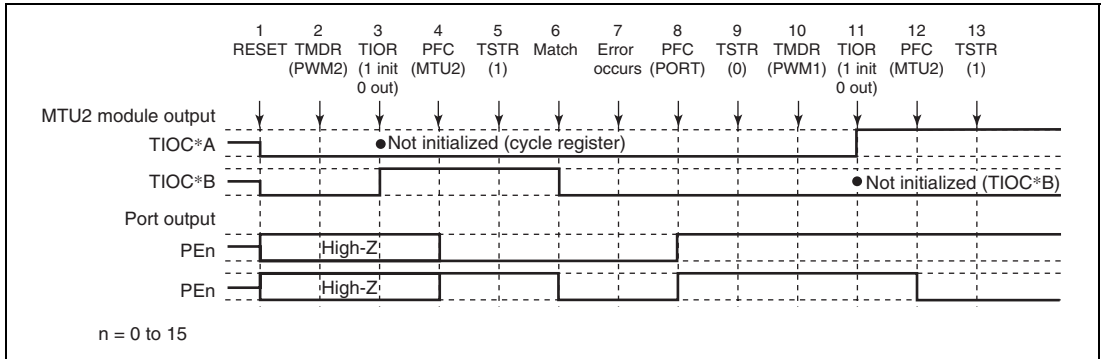 1 2 3 4 5 6 7 8 9 10 11 12 13
RESET TMDR TIOR PFC TSTR Match Error PFC TSTR TMDR TIOR PFC TSTR
(PWM2) (1 init (MTU2) (1) occurs (PORT) (0) (PWM1) (1 init (MTU2) (1)
0 out) 0 out)
MTU2 module output
TIOC*A ●Not initialized (cycle register)
TIOC*B ●Not initialized (TIOC*B)
Port output
PEn High-Z
PEn High-Z
n = 0 to 15